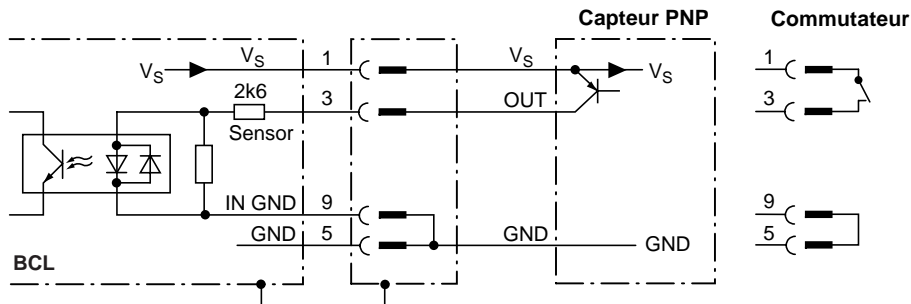 Capteur PNP
Commutateur
V_S
V_S
1
V_S
V_S
1
2k6
3
OUT
3
Sensor
IN GND
9
9
GND
5
GND
GND
5
BCL